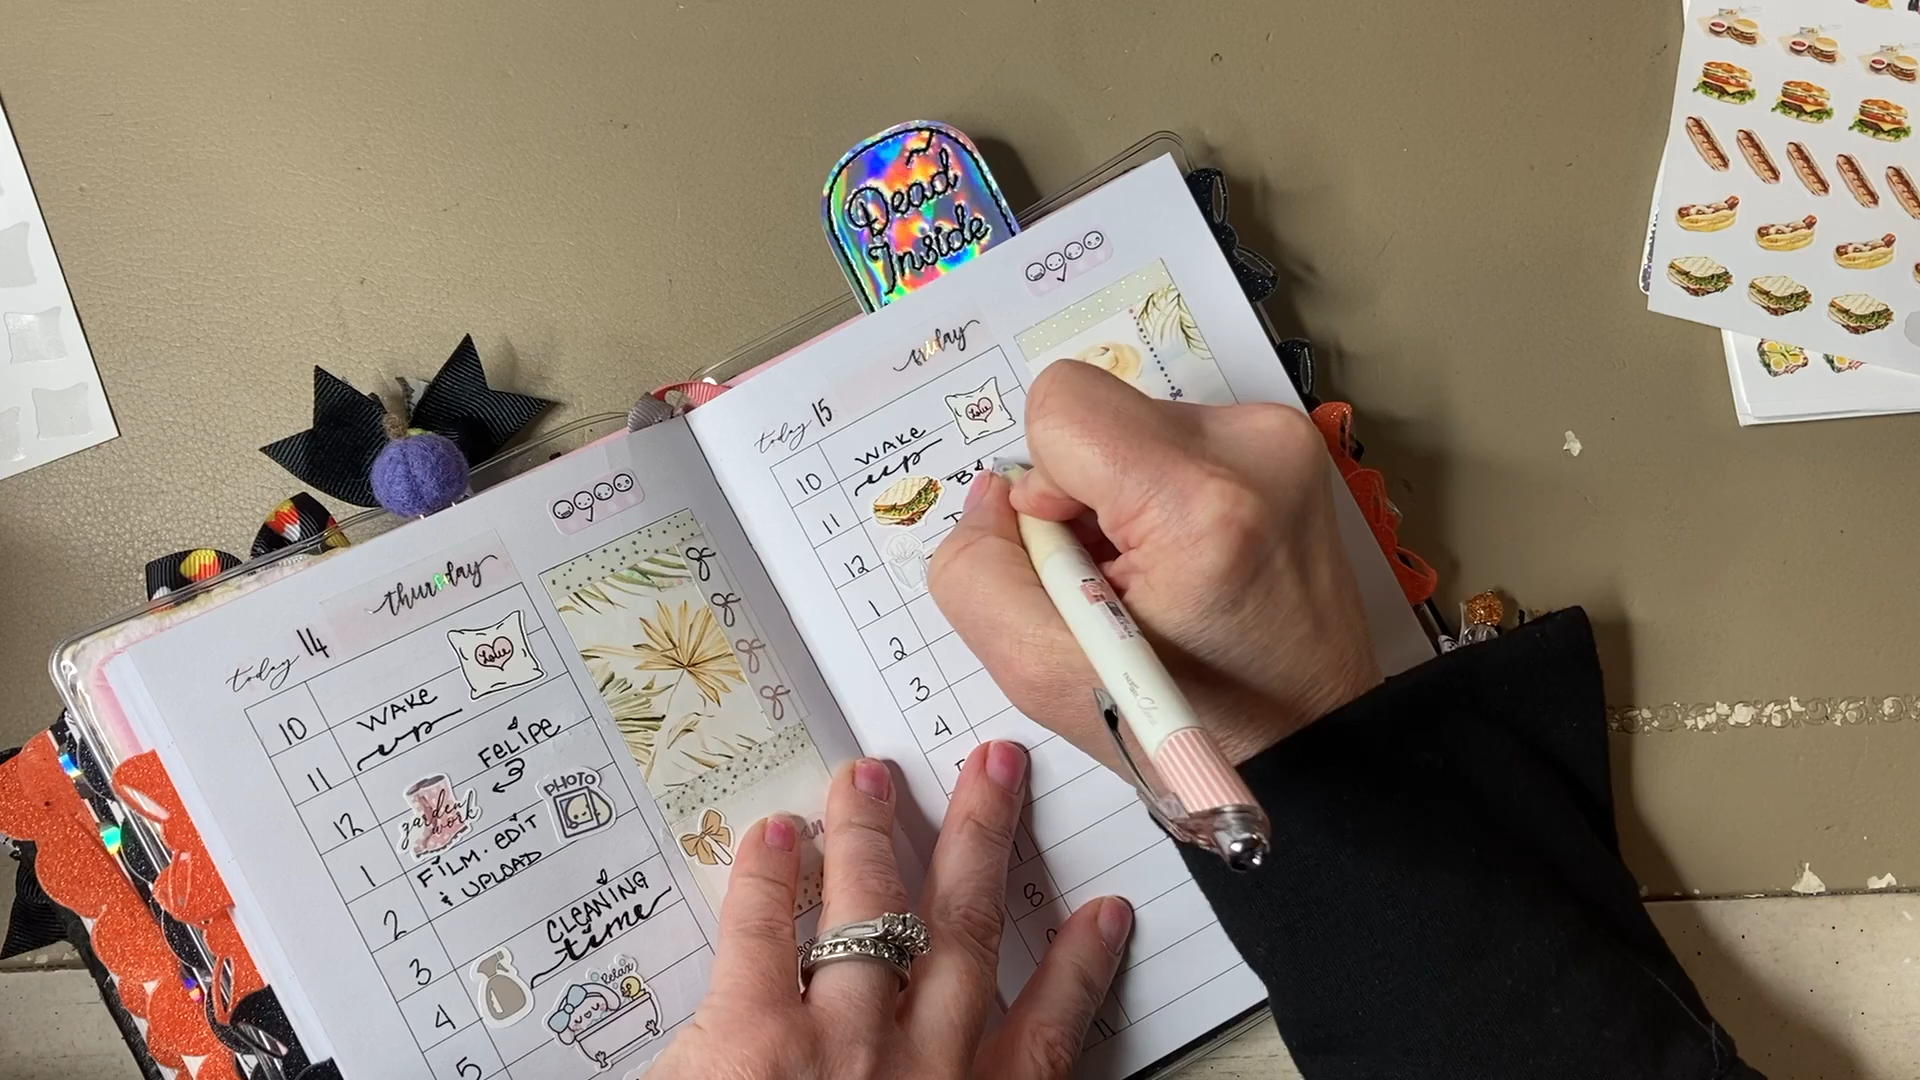 Dead
Inside
thursday
today 14
10
WAKE
up
Love
11
FELIPE
12
garden
work
PHOTO
1
FILM · EDIT
& UPLOAD
2
CLEANING
time
3
Relax
4
5
friday
today 15
10
WAKE
up
Love
11
12
1
2
3
4
8
11